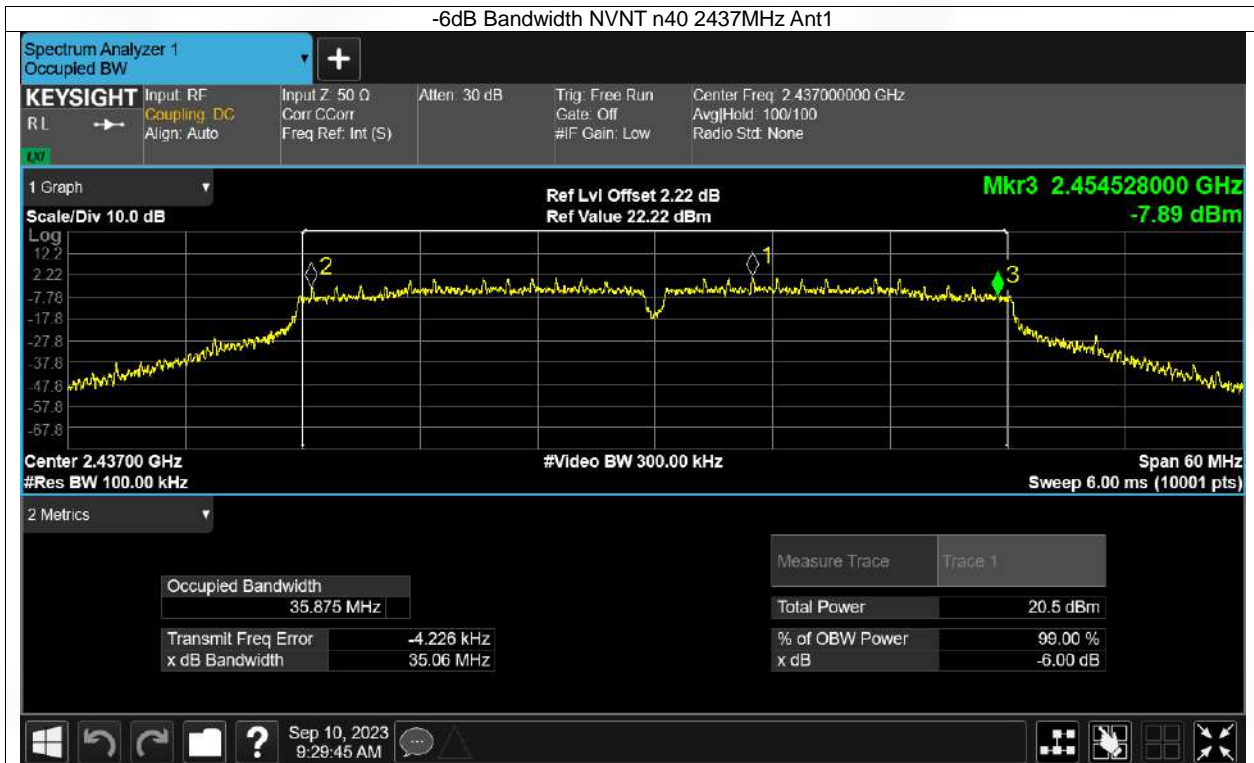 -6dB Bandwidth NVNT n40 2437MHz Ant1
Spectrum Analyzer 1
Occupied BW
KEYSIGHT
R L
LXI
Input: RF
Coupling: DC
Align: Auto
Input Z: 50 Ω
Corr CCorr
Freq Ref: Int (S)
Atten: 30 dB
Trig: Free Run
Gate: Off
#IF Gain: Low
Center Freq: 2.437000000 GHz
Avg|Hold: 100/100
Radio Std: None
1 Graph
Scale/Div 10.0 dB
Ref Lvl Offset 2.22 dB
Ref Value 22.22 dBm
Mkr3 2.454528000 GHz
-7.89 dBm
Log
12.2
2.22
-7.78
-17.8
-27.8
-37.8
-47.8
-57.8
-67.8
2
1
3
Center 2.43700 GHz
#Video BW 300.00 kHz
Span 60 MHz
#Res BW 100.00 kHz
Sweep 6.00 ms (10001 pts)
2 Metrics
Measure Trace Trace 1
Occupied Bandwidth
35.875 MHz
Total Power 20.5 dBm
Transmit Freq Error -4.226 kHz
% of OBW Power 99.00 %
x dB Bandwidth 35.06 MHz
x dB -6.00 dB
?
Sep 10, 2023
9:29:45 AM